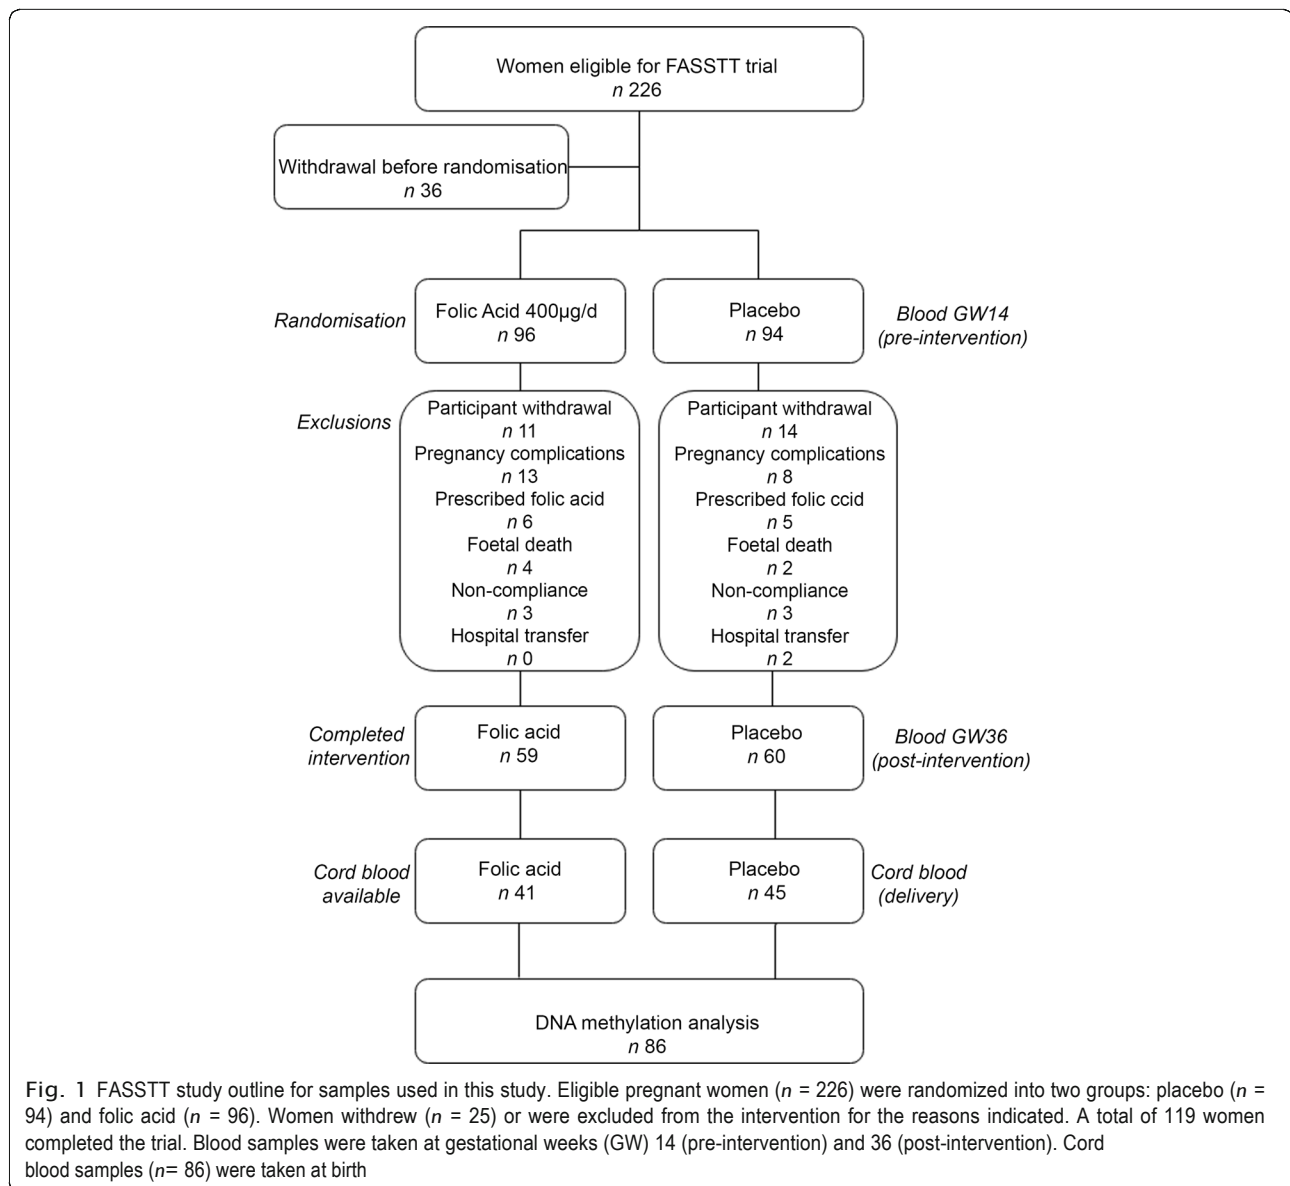 Women eligible for FASSTT trial
n 226
Withdrawal before randomisation
n 36
Randomisation
Folic Acid 400µg/d
n 96
Placebo
n 94
Blood GW14
(pre-intervention)
Exclusions
Participant withdrawal
n 11
Pregnancy complications
n 13
Prescribed folic acid
n 6
Foetal death
n 4
Non-compliance
n 3
Hospital transfer
n 0
Participant withdrawal
n 14
Pregnancy complications
n 8
Prescribed folic ccid
n 5
Foetal death
n 2
Non-compliance
n 3
Hospital transfer
n 2
Completed
intervention
Folic acid
n 59
Placebo
n 60
Blood GW36
(post-intervention)
Cord blood
available
Folic acid
n 41
Placebo
n 45
Cord blood
(delivery)
DNA methylation analysis
n 86
Fig. 1 FASSTT study outline for samples used in this study. Eligible pregnant women (n = 226) were randomized into two groups: placebo (n =
94) and folic acid (n = 96). Women withdrew (n = 25) or were excluded from the intervention for the reasons indicated. A total of 119 women
completed the trial. Blood samples were taken at gestational weeks (GW) 14 (pre-intervention) and 36 (post-intervention). Cord
blood samples (n= 86) were taken at birth